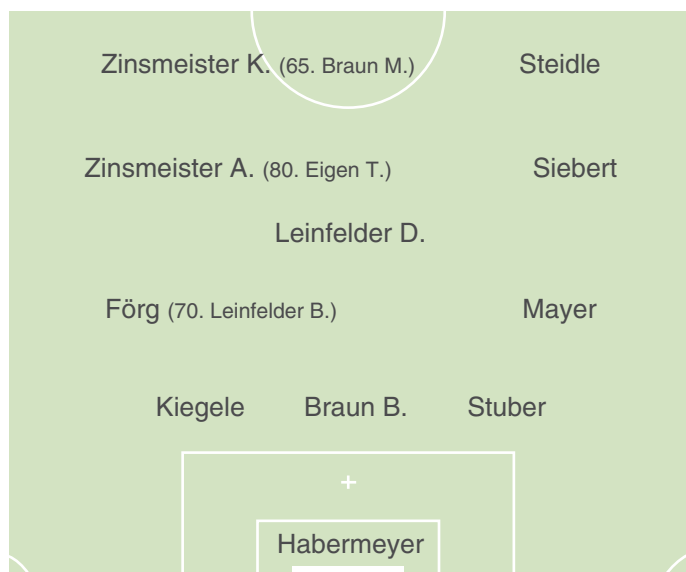 Zinsmeister K. (65. Braun M.) Steidle
Zinsmeister A. (80. Eigen T.) Siebert
Leinfelder D.
Förg (70. Leinfelder B.) Mayer
Kiegele Braun B. Stuber
Habermeyer